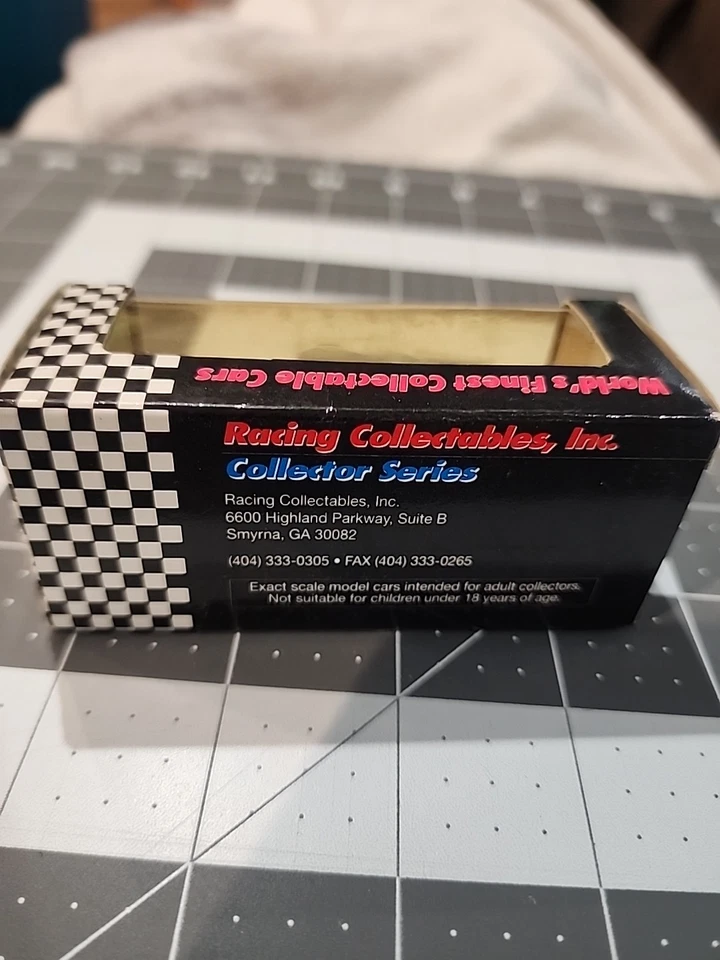 World's Finest Collectable Cars
Racing Collectables, Inc.
Collector Series
Racing Collectables, Inc.
6600 Highland Parkway, Suite B
Smyrna, GA 30082
(404) 333-0305 • FAX (404) 333-0265
Exact scale model cars intended for adult collectors.
Not suitable for children under 18 years of age.